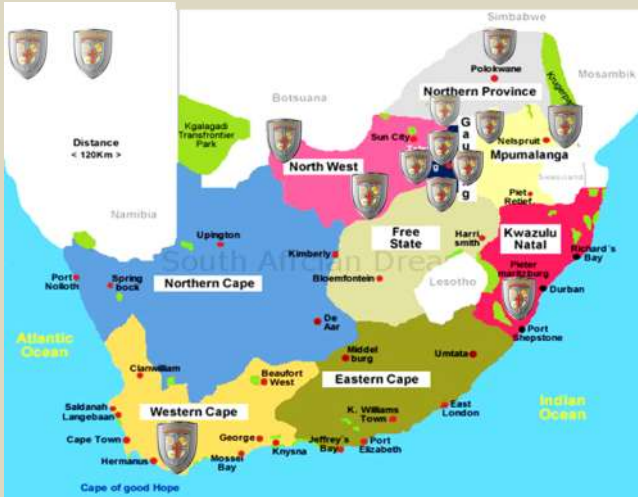 Simbabwe
Mosambik
Polokwane
Northern Province
Botsuana
Kgalagadi
Transfrontier
Park
Distance
< 120Km >
Sun City
Nelspruit
Mpumalanga
North West
Namibia
Piet
Retief
Free
State
Harri
smith
Kwazulu
Natal
Upington
Kimberly
Richard´s
Bay
South African Dream
Pieter
maritzburg
Port
Nolloth
Spring
bock
Northern Cape
Bloemfontein
Lesotho
Durban
De
Aar
Port
Shepstone
Atlantic
Ocean
Middel
burg
Umtata
Clanwilliam
Beaufort
West
Eastern Cape
Indian
Ocean
Saldanah
Langebaan
Western Cape
K. Williams
Town
East
London
Cape Town
George
Knysna
Jeffrey´s
Bay
Port
Elizabeth
Hermanus
Mossel
Bay
Cape of good Hope